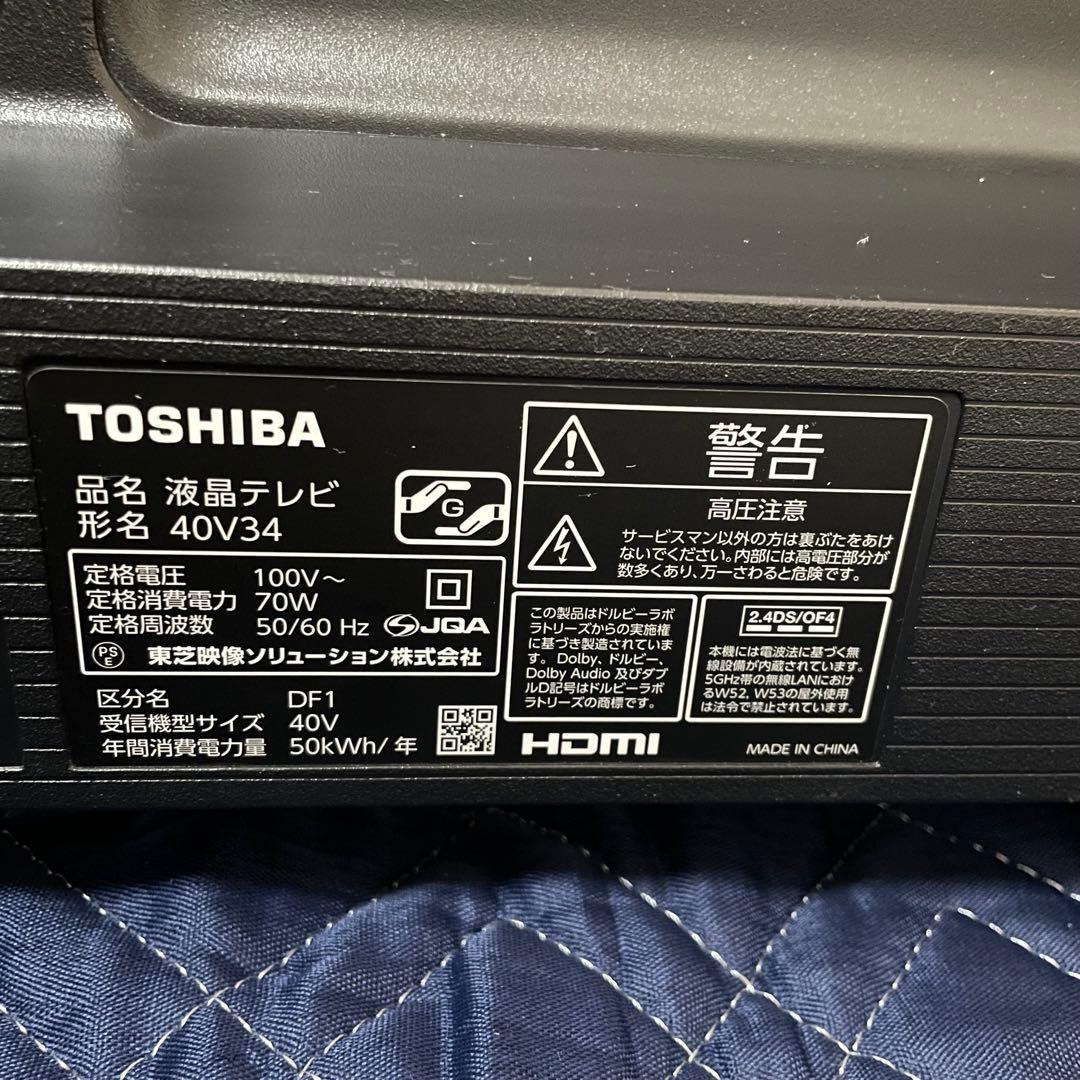 TOSHIBA
品名 液晶テレビ
形名 40V34
G
定格電圧 100V～
定格消費電力 70W
定格周波数 50/60 Hz
JQA
PS
E
東芝映像ソリューション株式会社
区分名 DF1
受信機型サイズ 40V
年間消費電力量 50kWh/年
警告
高圧注意
サービスマン以外の方は裏ぶたをあけ
ないでください。内部には高電圧部分が
数多くあり、万一さわると危険です。
この製品はドルビーラボ
ラトリーズからの実施権
に基づき製造されていま
す。Dolby、ドルビー、
Dolby Audio 及びダブ
ルD記号はドルビーラボ
ラトリーズの商標です。
2.4DS/OF4
本機には電波法に基づく無
線設備が内蔵されています。
5GHz帯の無線LANにおけ
るW52, W53の屋外使用
は法令で禁止されています。
HDMI
MADE IN CHINA